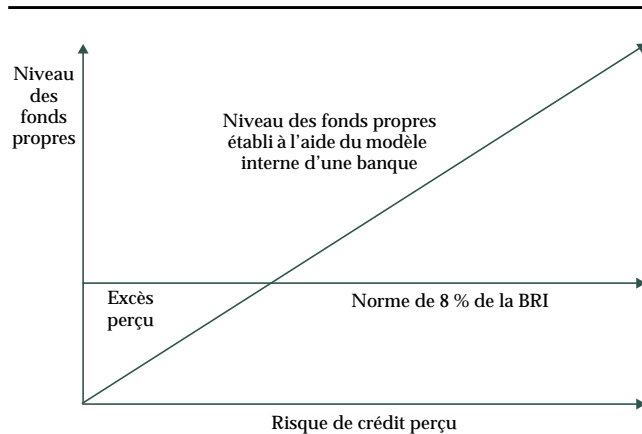 Niveau
des
fonds
propres
Niveau des fonds propres
établi à l'aide du modèle
interne d'une banque
Excès
perçu
Norme de 8 % de la BRI
Risque de crédit perçu